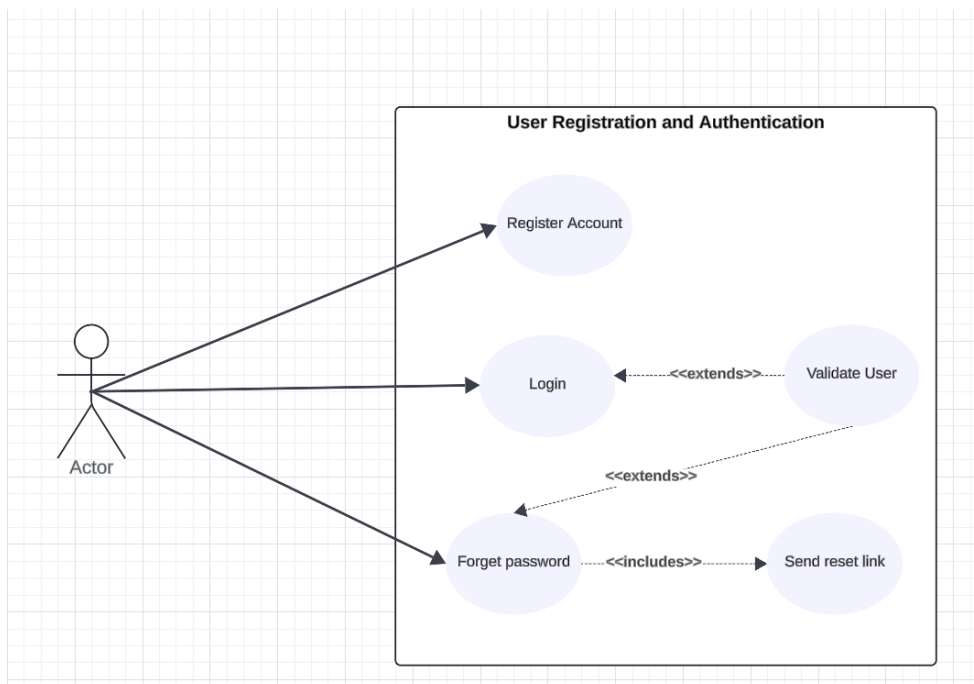 User Registration and Authentication
Register Account
Login
<<extends>>
Validate User
Actor
<<extends>>
Forget password
<<includes>>
Send reset link